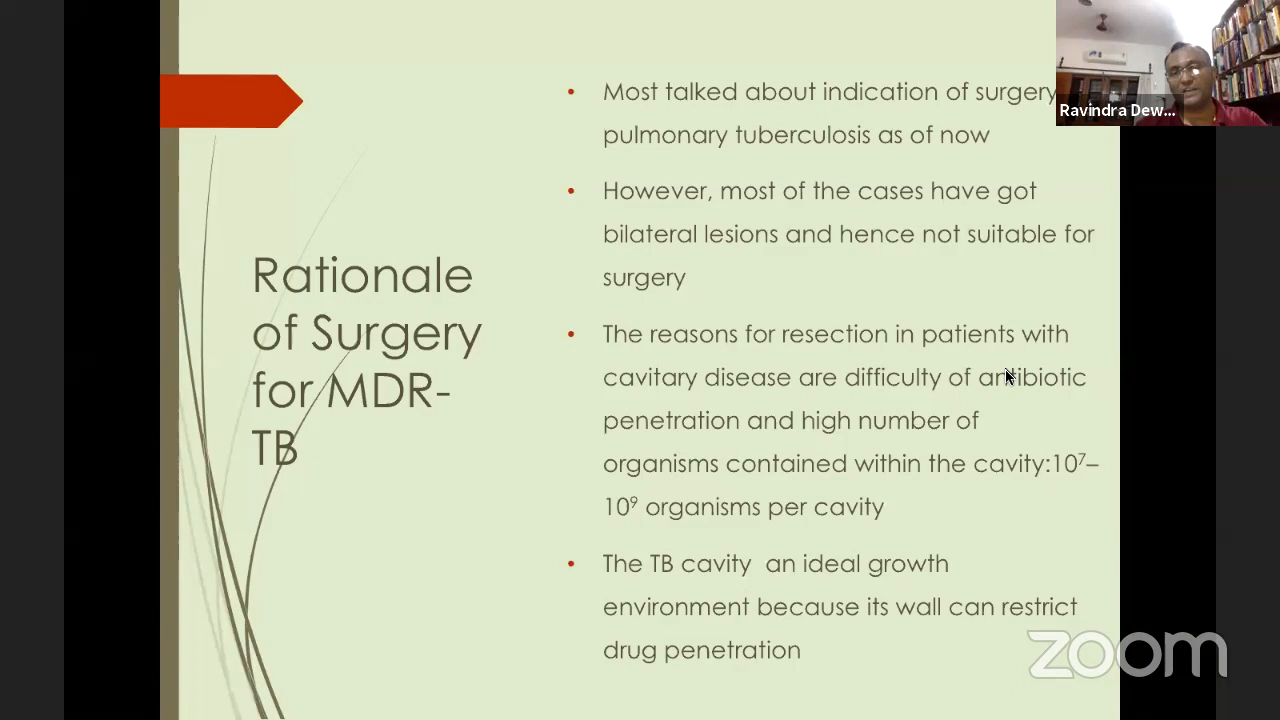 Rationale
of Surgery
for MDR-
TB
• Most talked about indication of surgery
pulmonary tuberculosis as of now
• However, most of the cases have got
bilateral lesions and hence not suitable for
surgery
• The reasons for resection in patients with
cavitary disease are difficulty of antibiotic
penetration and high number of
organisms contained within the cavity:10⁷–
10⁹ organisms per cavity
• The TB cavity  an ideal growth
environment because its wall can restrict
drug penetration
Ravindra Dew...
zoom